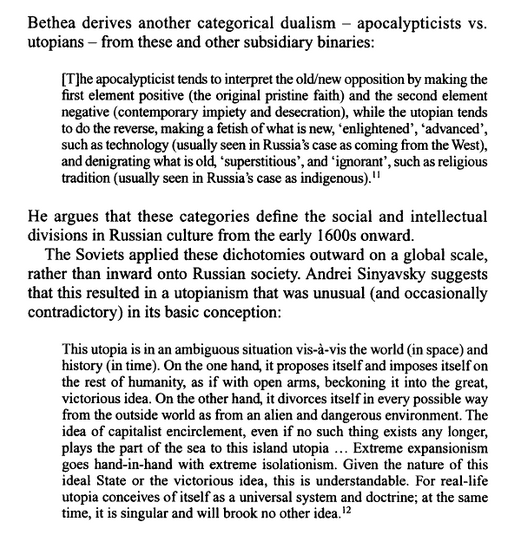 Bethea derives another categorical dualism – apocalypticists vs.
utopians – from these and other subsidiary binaries:
[T]he apocalypticist tends to interpret the old/new opposition by making the
first element positive (the original pristine faith) and the second element
negative (contemporary impiety and desecration), while the utopian tends
to do the reverse, making a fetish of what is new, ‘enlightened’, ‘advanced’,
such as technology (usually seen in Russia’s case as coming from the West),
and denigrating what is old, ‘superstitious’, and ‘ignorant’, such as religious
tradition (usually seen in Russia’s case as indigenous).¹¹
He argues that these categories define the social and intellectual
divisions in Russian culture from the early 1600s onward.
The Soviets applied these dichotomies outward on a global scale,
rather than inward onto Russian society. Andrei Sinyavsky suggests
that this resulted in a utopianism that was unusual (and occasionally
contradictory) in its basic conception:
This utopia is in an ambiguous situation vis-à-vis the world (in space) and
history (in time). On the one hand, it proposes itself and imposes itself on
the rest of humanity, as if with open arms, beckoning it into the great,
victorious idea. On the other hand, it divorces itself in every possible way
from the outside world as from an alien and dangerous environment. The
idea of capitalist encirclement, even if no such thing exists any longer,
plays the part of the sea to this island utopia … Extreme expansionism
goes hand-in-hand with extreme isolationism. Given the nature of this
ideal State or the victorious idea, this is understandable. For real-life
utopia conceives of itself as a universal system and doctrine; at the same
time, it is singular and will brook no other idea.¹²